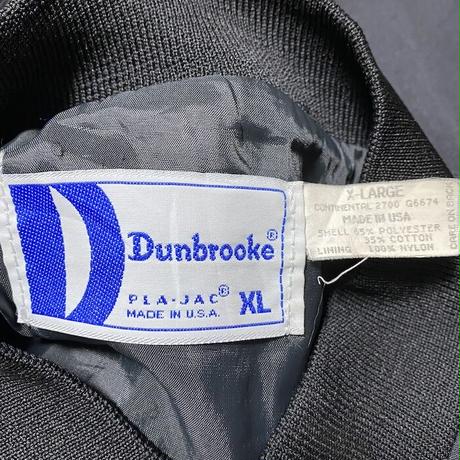 Dunbrooke®
PLA-JAC® XL
MADE IN U.S.A.
X-LARGE
CONTINENTAL 2700 G6674
MADE IN USA
SHELL 65% POLYESTER
35% COTTON
LINING 100% NYLON
CARE ON BACK